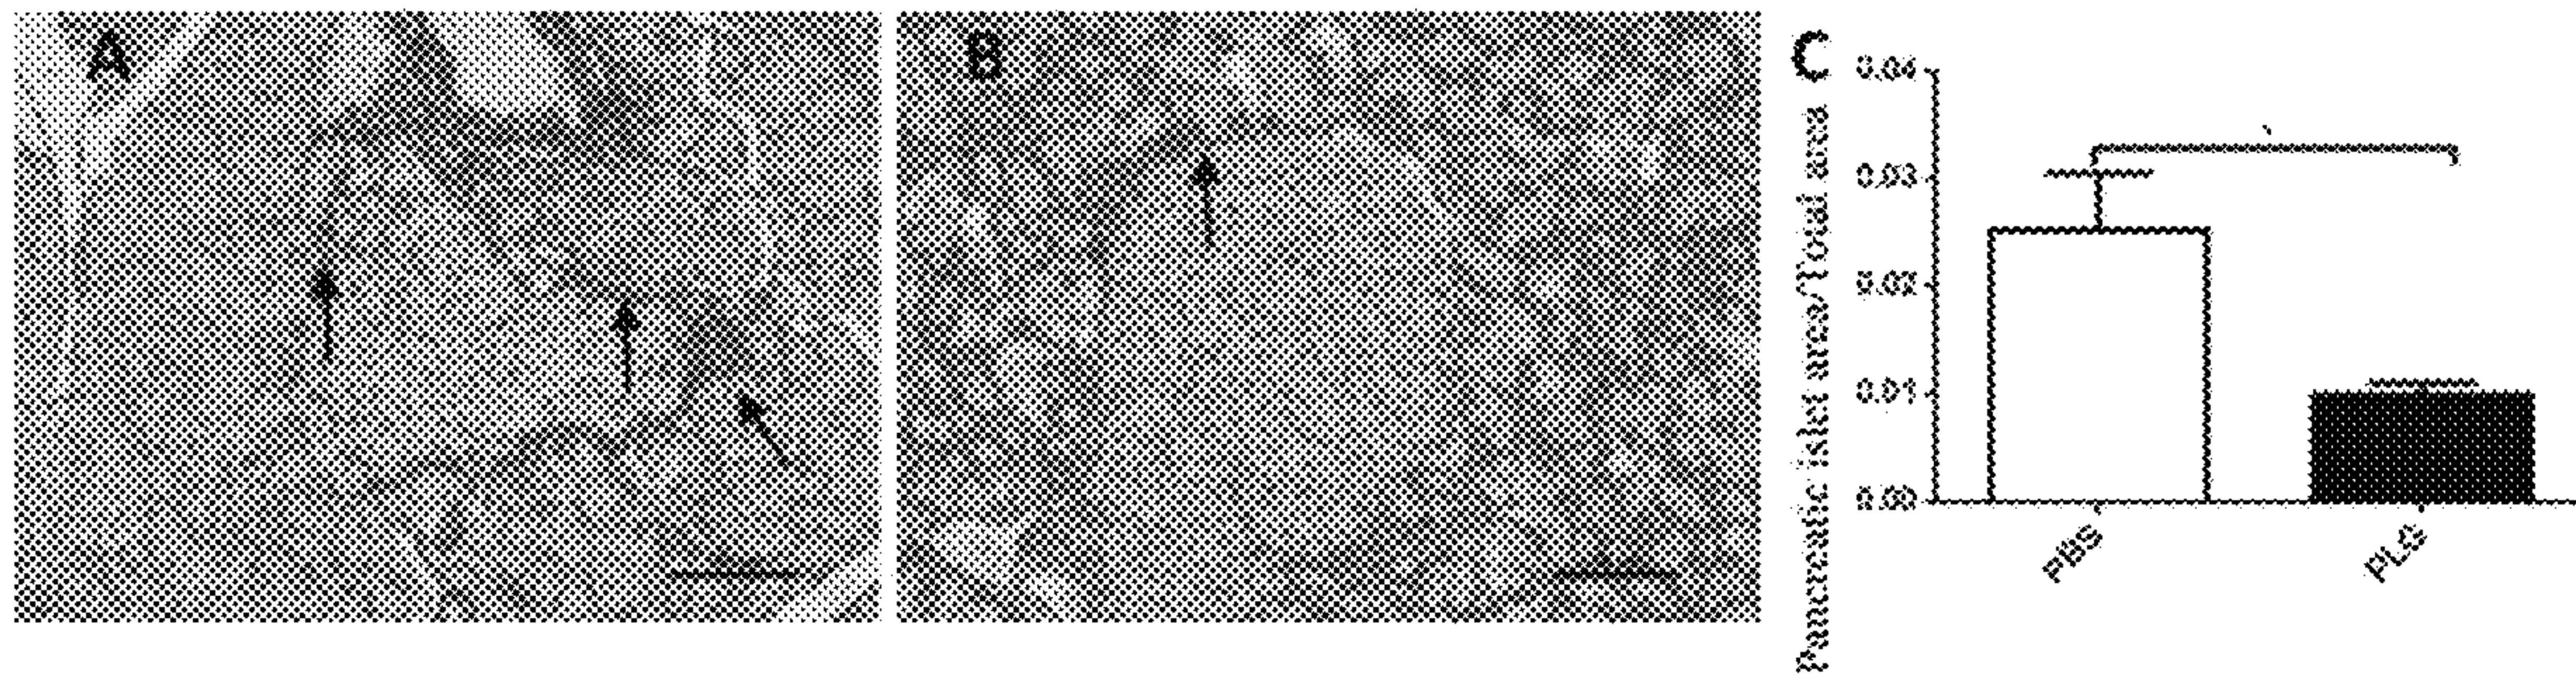 A
B
C
Pancreatic islet area/Total area
0.04
0.03
0.02
0.01
0.00
PBS
PLG